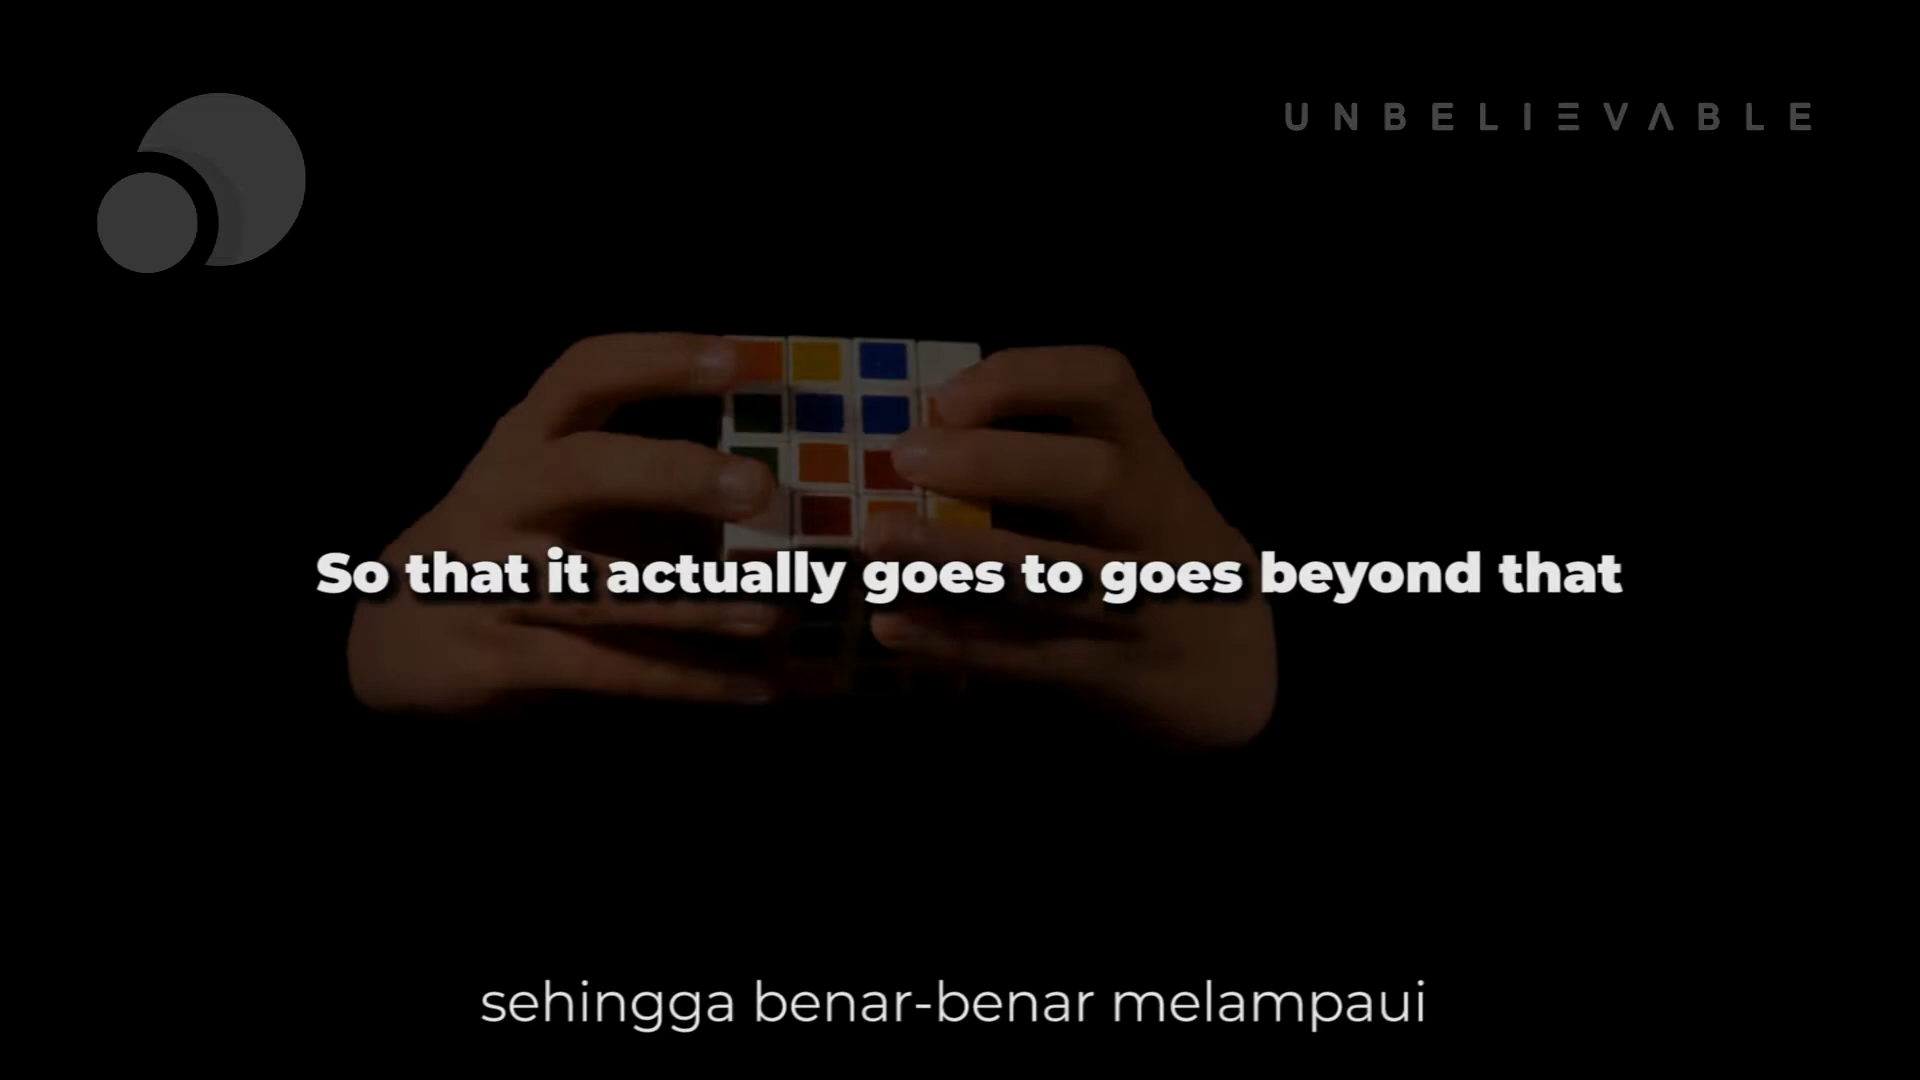 UNBELIEVABLE
So that it actually goes to goes beyond that
sehingga benar-benar melampaui